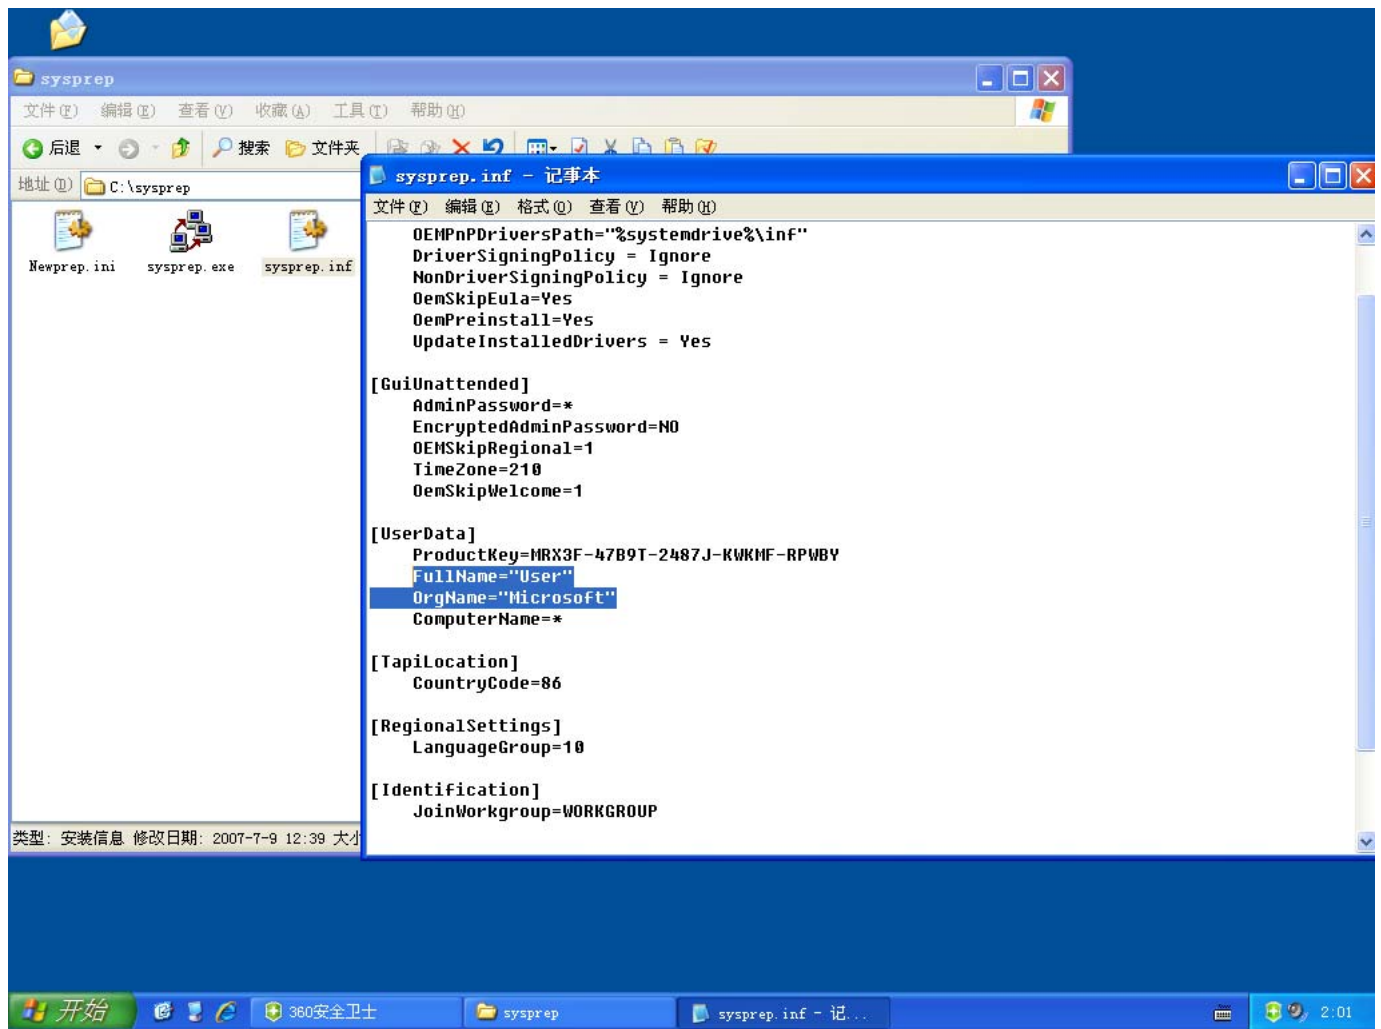 sysprep
文件(F) 编辑(E) 查看(V) 收藏(A) 工具(T) 帮助(H)
后退 搜索 文件夹
地址(D) C:\sysprep
Newprep.ini sysprep.exe sysprep.inf
sysprep.inf - 记事本
文件(F) 编辑(E) 格式(O) 查看(V) 帮助(H)
OEMPnPDriversPath="%systemdrive%\inf"
DriverSigningPolicy = Ignore
NonDriverSigningPolicy = Ignore
OemSkipEula=Yes
OemPreinstall=Yes
UpdateInstalledDrivers = Yes
[GuiUnattended]
AdminPassword=*
EncryptedAdminPassword=NO
OEMSkipRegional=1
TimeZone=210
OemSkipWelcome=1
[UserData]
ProductKey=MRX3F-47B9T-2487J-KWKMF-RPWBY
FullName="User"
OrgName="Microsoft"
ComputerName=*
[TapiLocation]
CountryCode=86
[RegionalSettings]
LanguageGroup=10
[Identification]
JoinWorkgroup=WORKGROUP
类型: 安装信息 修改日期: 2007-7-9 12:39 大小
开始 360安全卫士 sysprep sysprep.inf - 记... 2:01